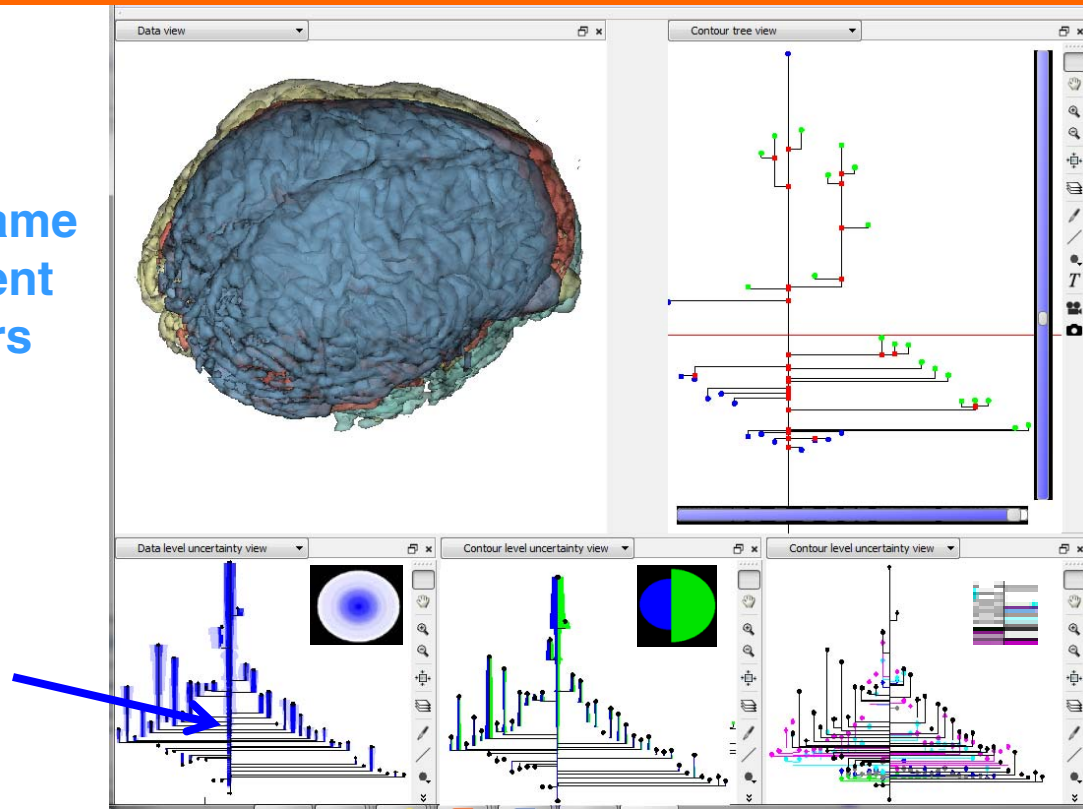 ame
ent
rs
Data view
Contour tree view
T
Data level uncertainty view
Contour level uncertainty view
Contour level uncertainty view